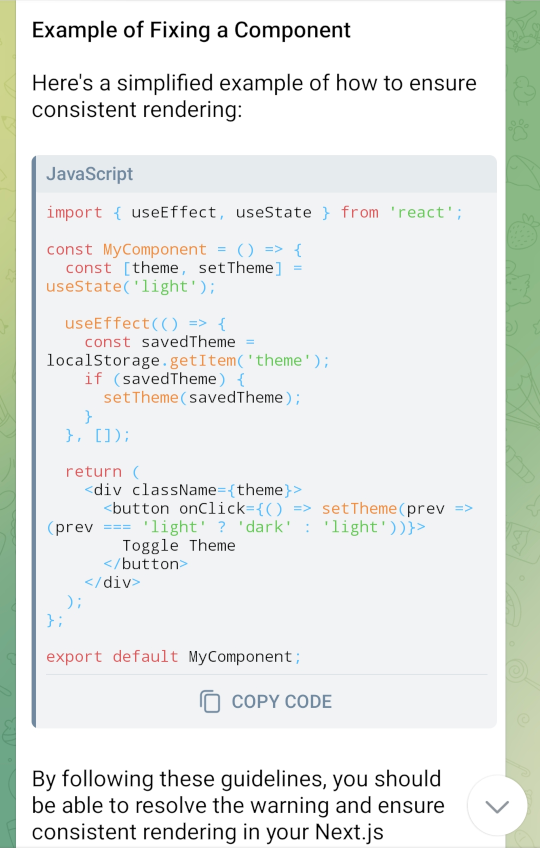 Example of Fixing a Component
Here's a simplified example of how to ensure
consistent rendering:
JavaScript
import { useEffect, useState } from 'react';
const MyComponent = () => {
  const [theme, setTheme] =
useState('light');
  useEffect(() => {
    const savedTheme =
localStorage.getItem('theme');
    if (savedTheme) {
      setTheme(savedTheme);
    }
  }, []);
  return (
    <div className={theme}>
      <button onClick={() => setTheme(prev =>
(prev === 'light' ? 'dark' : 'light'))}>
        Toggle Theme
      </button>
    </div>
  );
};
export default MyComponent;
COPY CODE
By following these guidelines, you should
be able to resolve the warning and ensure
consistent rendering in your Next.js